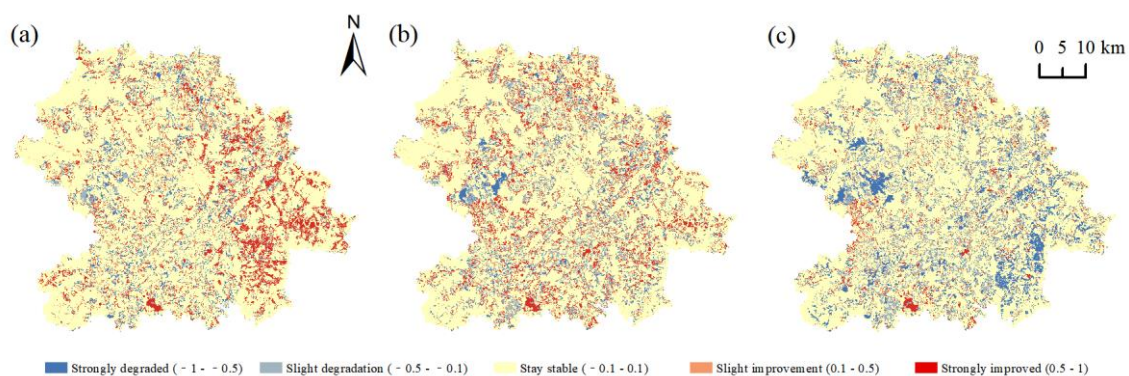 (a)
N
(b)
(c)
0 5 10 km
Strongly degraded (－1 - －0.5)
Slight degradation (－0.5 - －0.1)
Stay stable (－0.1 - 0.1)
Slight improvement (0.1 - 0.5)
Strongly improved (0.5 - 1)